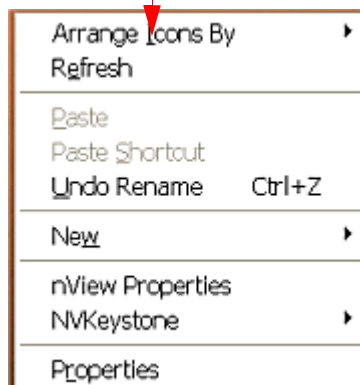 Arrange Icons By
Refresh
Paste
Paste Shortcut
Undo Rename Ctrl+Z
New
nView Properties
NVKeystone
Properties